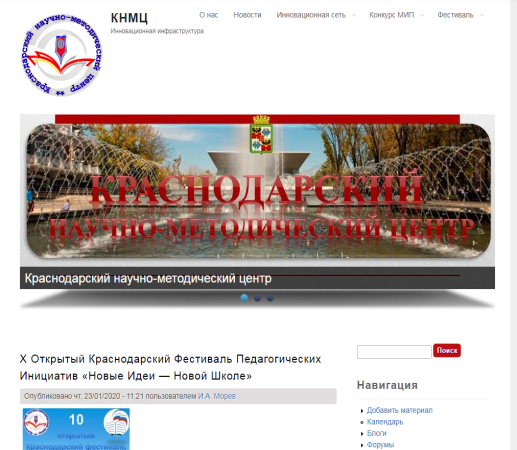 Краснодарский научно-методический центр
КНМЦ
Инновационная инфраструктура
О нас
Новости
Инновационная сеть
Конкурс МИП
Фестиваль
КРАСНОДАРСКИЙ
НАУЧНО-МЕТОДИЧЕСКИЙ ЦЕНТР
Краснодарский научно-методический центр
X Открытый Краснодарский Фестиваль Педагогических
Инициатив «Новые Идеи — Новой Школе»
Опубликовано чт, 23/01/2020 - 11:21 пользователем И.А. Морев
10
открытый
Краснодарский фестиваль
Поиск
Навигация
Добавить материал
Календарь
Блоги
Форумы